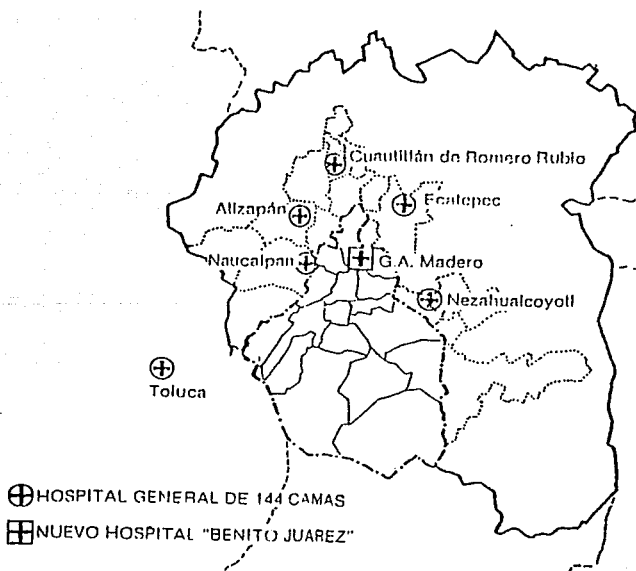 Cuautitlán de Romero Rubio
Atizapán
Ecatepec
Naucalpan
G.A. Madero
Nezahualcoyotl
Toluca
HOSPITAL GENERAL DE 144 CAMAS
NUEVO HOSPITAL "BENITO JUAREZ"